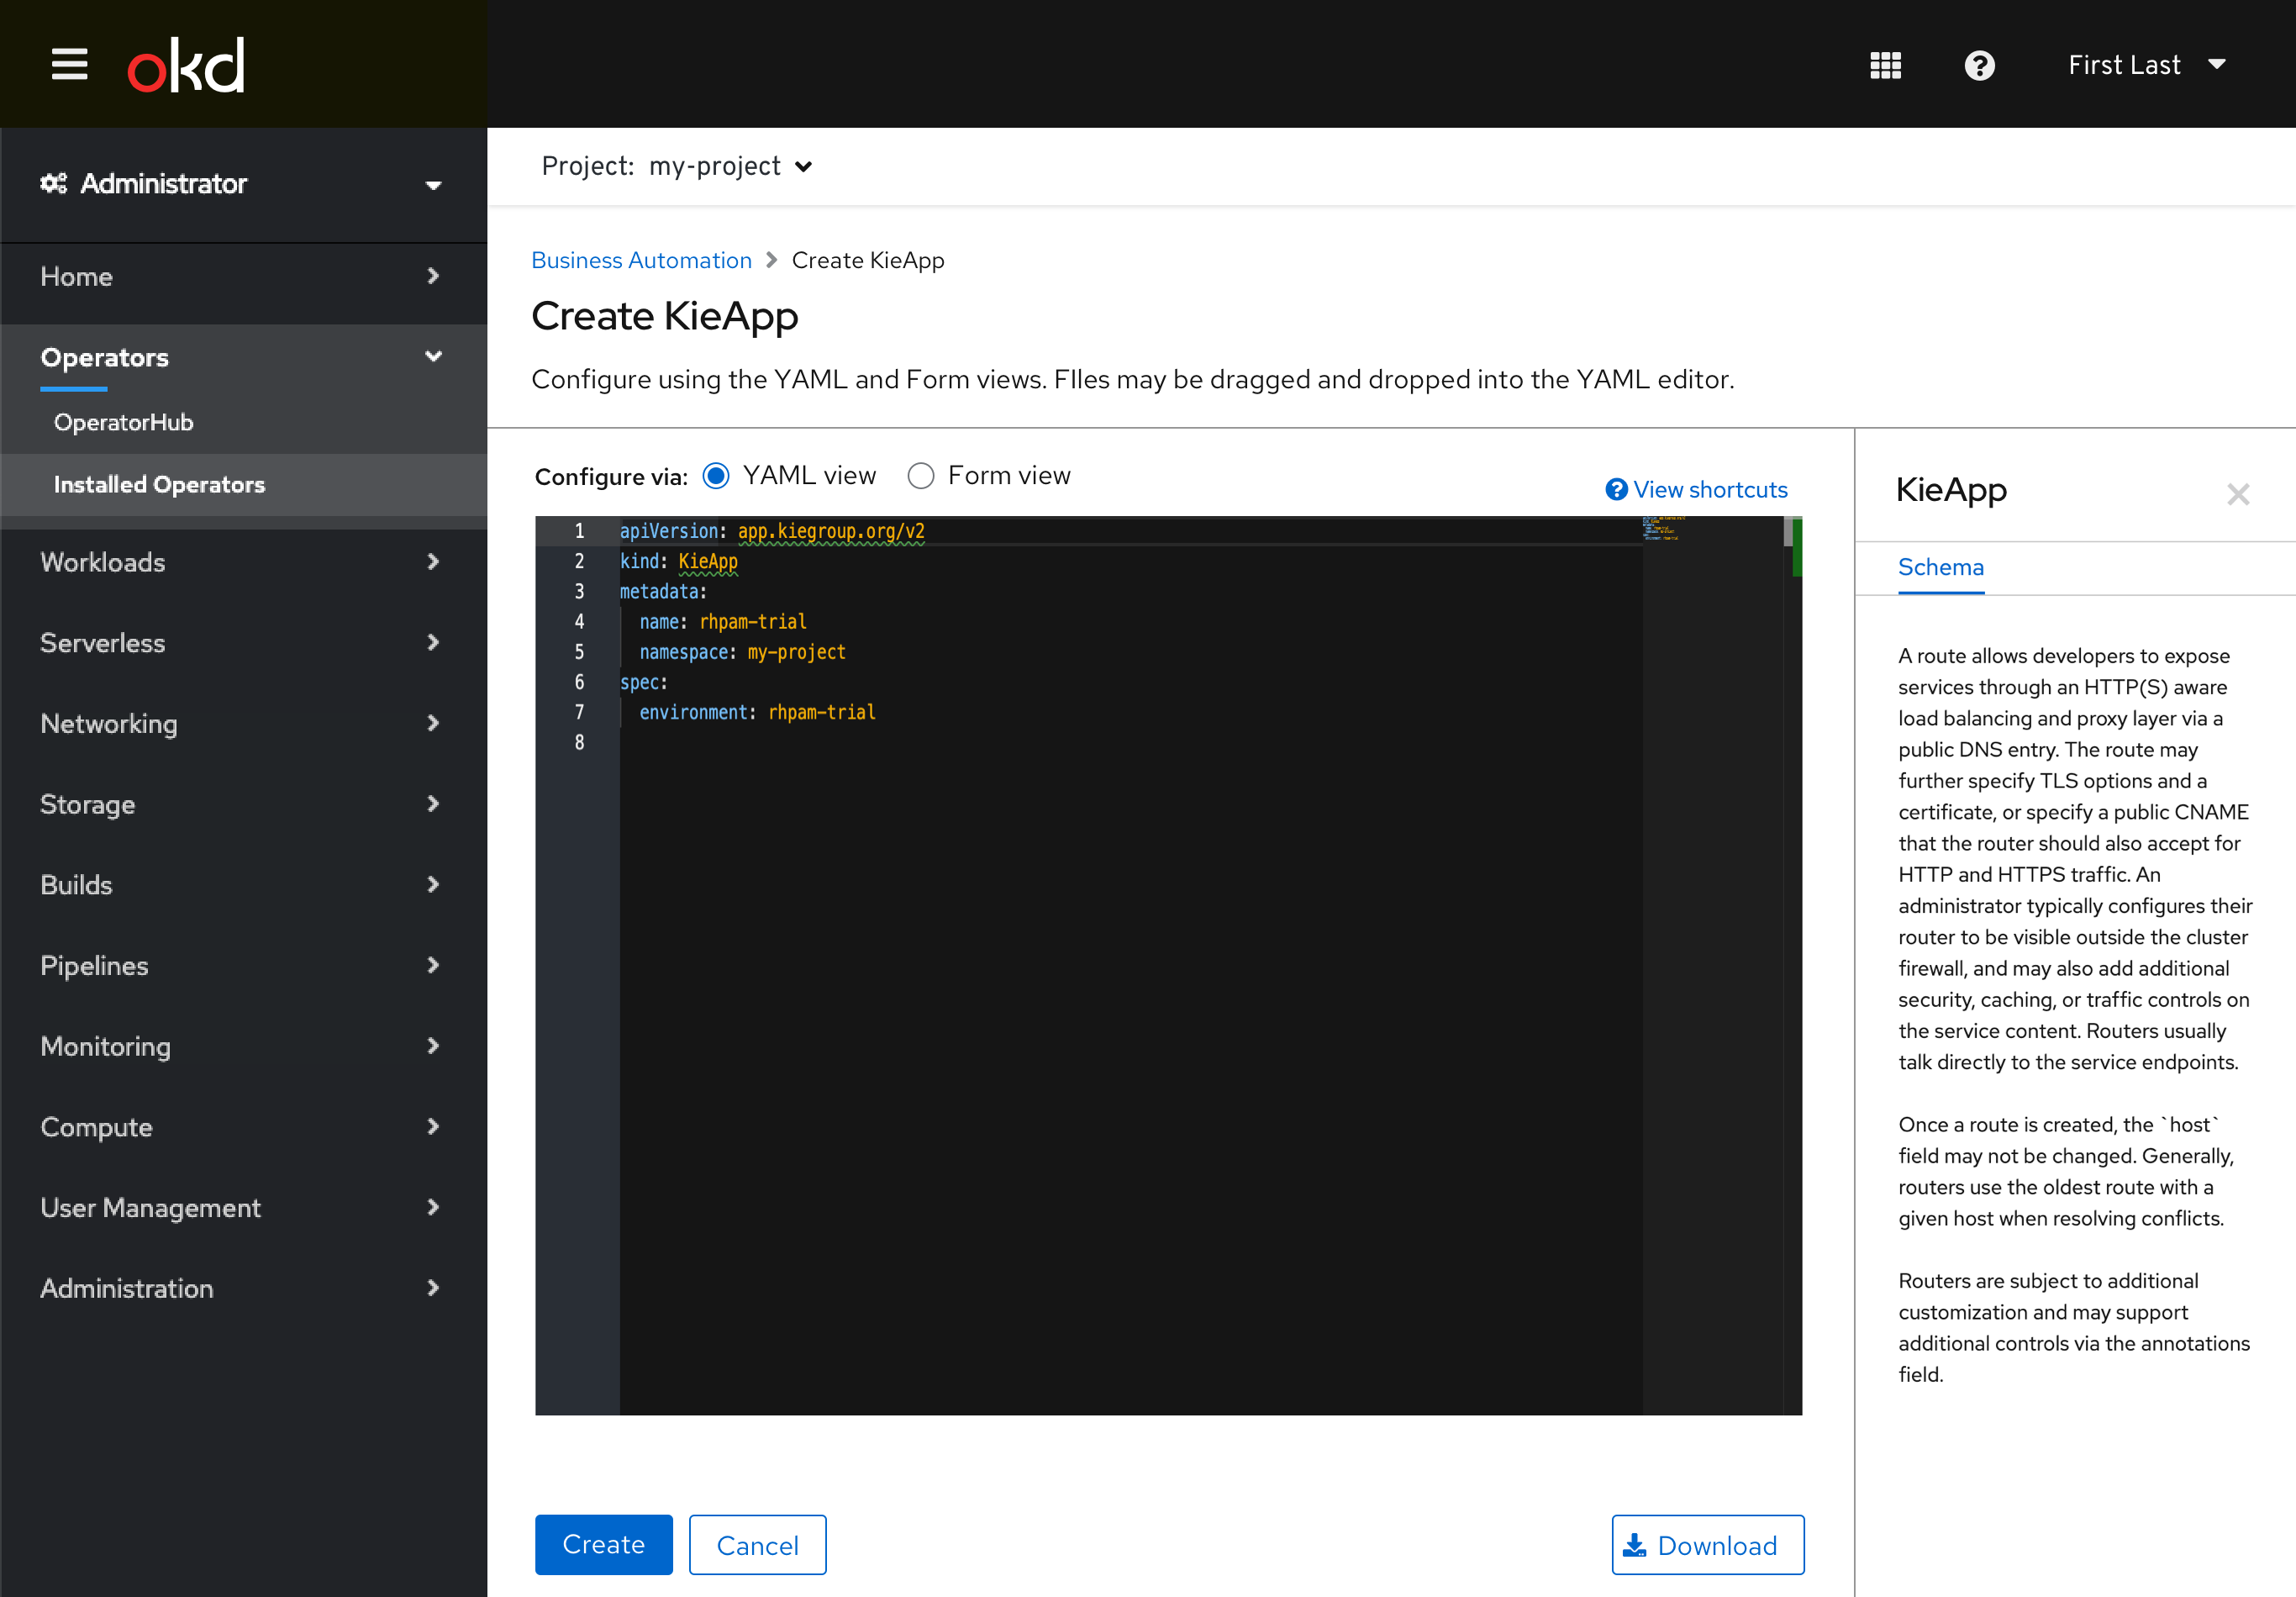 okd
First Last
Administrator
Home
Operators
OperatorHub
Installed Operators
Workloads
Serverless
Networking
Storage
Builds
Pipelines
Monitoring
Compute
User Management
Administration
Project: my-project
Business Automation > Create KieApp
Create KieApp
Configure using the YAML and Form views. FIles may be dragged and dropped into the YAML editor.
Configure via: YAML view Form view
View shortcuts
1 apiVersion: app.kiegroup.org/v2
2 kind: KieApp
3 metadata:
4 name: rhpam-trial
5 namespace: my-project
6 spec:
7 environment: rhpam-trial
8
Create
Cancel
Download
KieApp
Schema
A route allows developers to expose
services through an HTTP(S) aware
load balancing and proxy layer via a
public DNS entry. The route may
further specify TLS options and a
certificate, or specify a public CNAME
that the router should also accept for
HTTP and HTTPS traffic. An
administrator typically configures their
router to be visible outside the cluster
firewall, and may also add additional
security, caching, or traffic controls on
the service content. Routers usually
talk directly to the service endpoints.
Once a route is created, the `host`
field may not be changed. Generally,
routers use the oldest route with a
given host when resolving conflicts.
Routers are subject to additional
customization and may support
additional controls via the annotations
field.